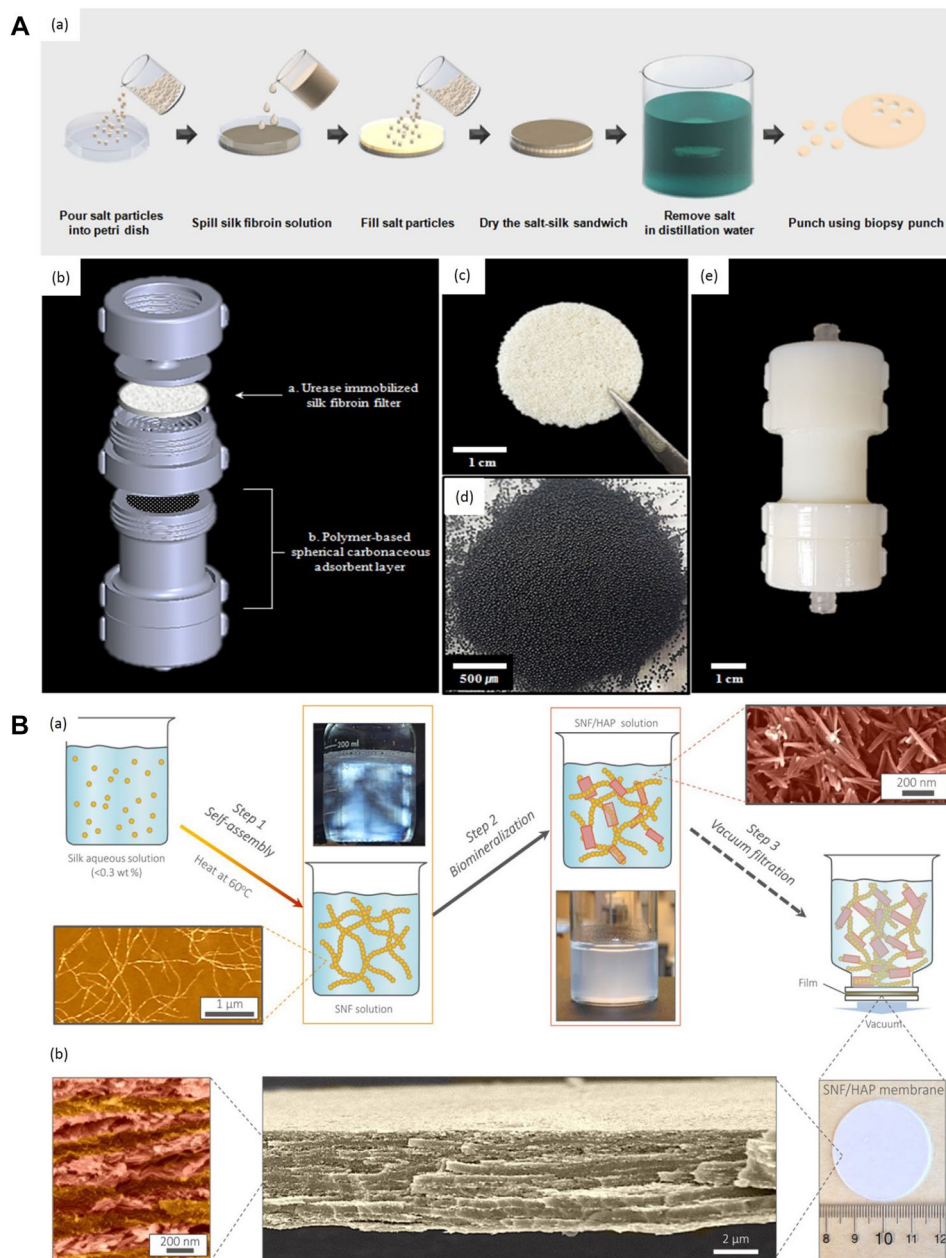 A
(a)
Pour salt particles
into petri dish
Spill silk fibroin solution
Fill salt particles
Dry the salt-silk sandwich
Remove salt
in distillation water
Punch using biopsy punch
(b)
a. Urease immobilized
silk fibroin filter
b. Polymer-based
spherical carbonaceous
adsorbent layer
(c)
1 cm
(d)
500 μm
(e)
1 cm
B
(a)
Silk aqueous solution
(<0.3 wt %)
Step 1
Self-assembly
Heat at 60°C
1 μm
200 ml
SNF solution
Step 2
Biomineralization
SNF/HAP solution
200 nm
Step 3
Vacuum filtration
Film
Vacuum
(b)
200 nm
2 μm
SNF/HAP membrane
8 9 10 11 12